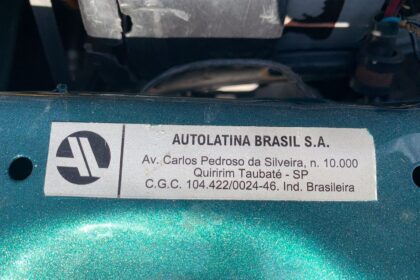 AUTOLATINA BRASIL S.A.
Av. Carlos Pedroso da Silveira, n. 10.000
Quiririm Taubaté - SP
C.G.C. 104.422/0024-46. Ind. Brasileira